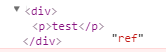 ▼<div>
<p>test</p>
</div> "ref"